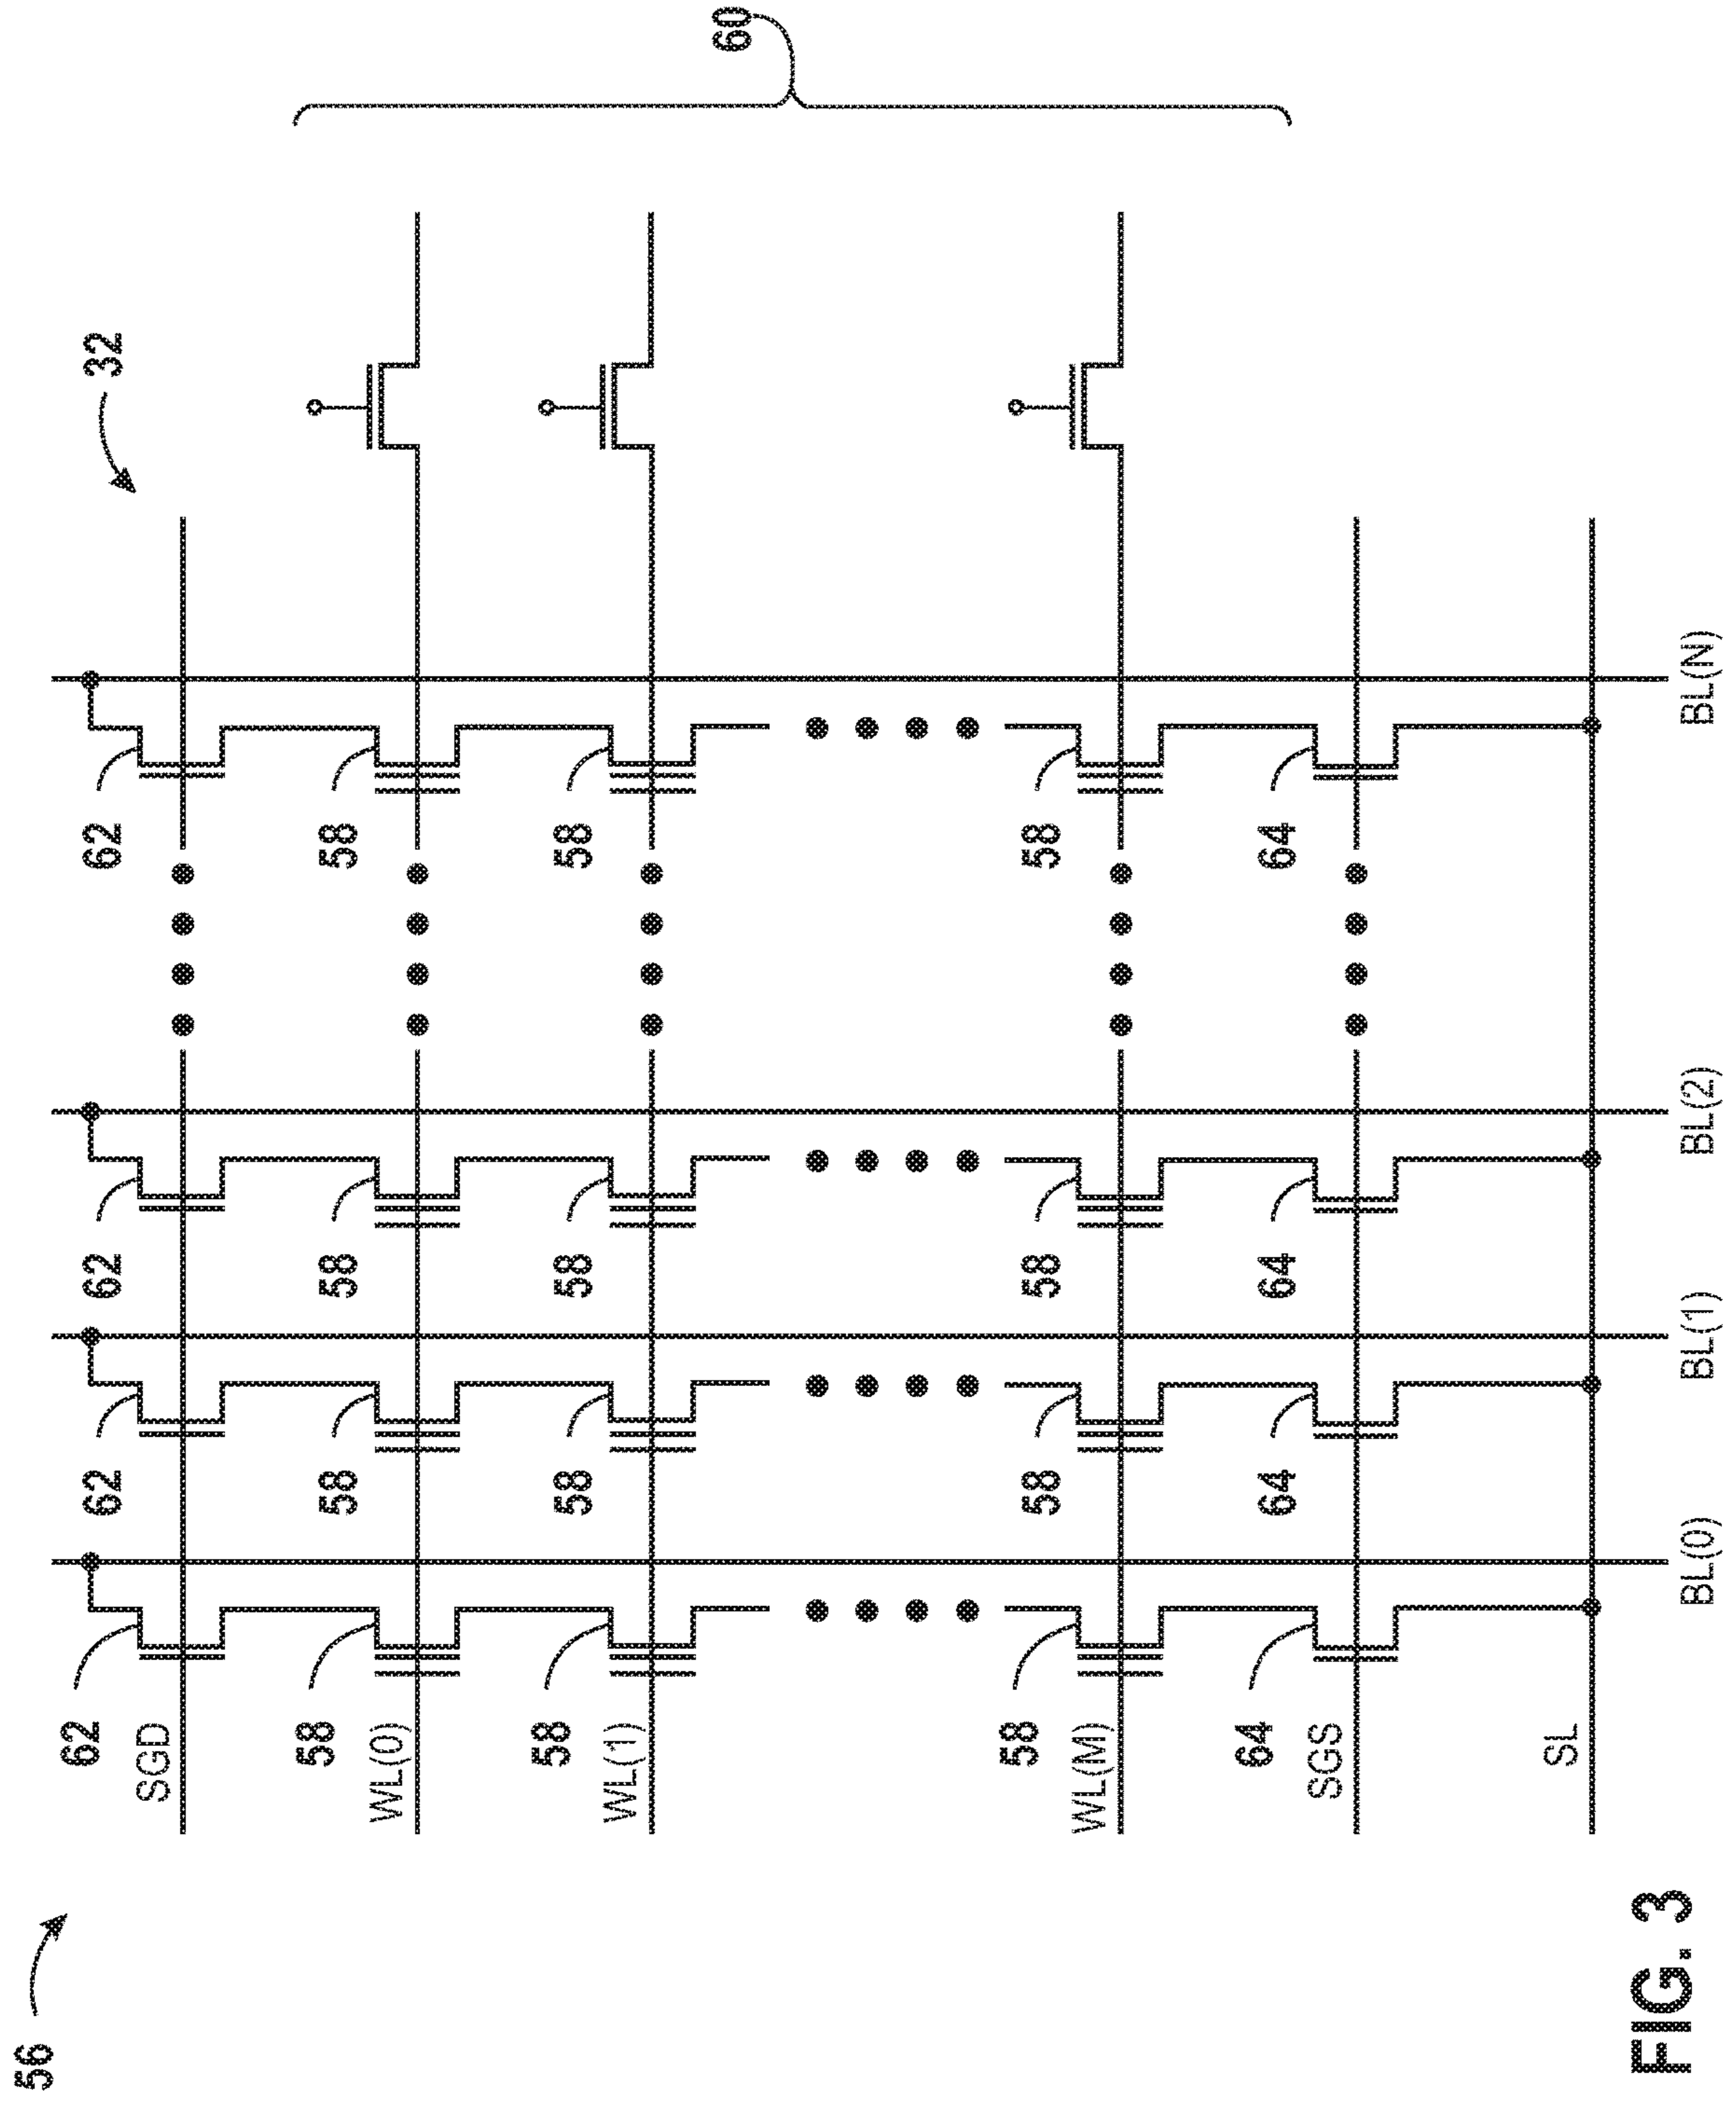 56
62 62 62 62 32
SGD
58 58 58 58
WL(0)
58 58 58 58
WL(1)
60
58 58 58 58
WL(M)
64 64 64 64
SGS
SL
BL(0) BL(1) BL(2) BL(N)
FIG. 3